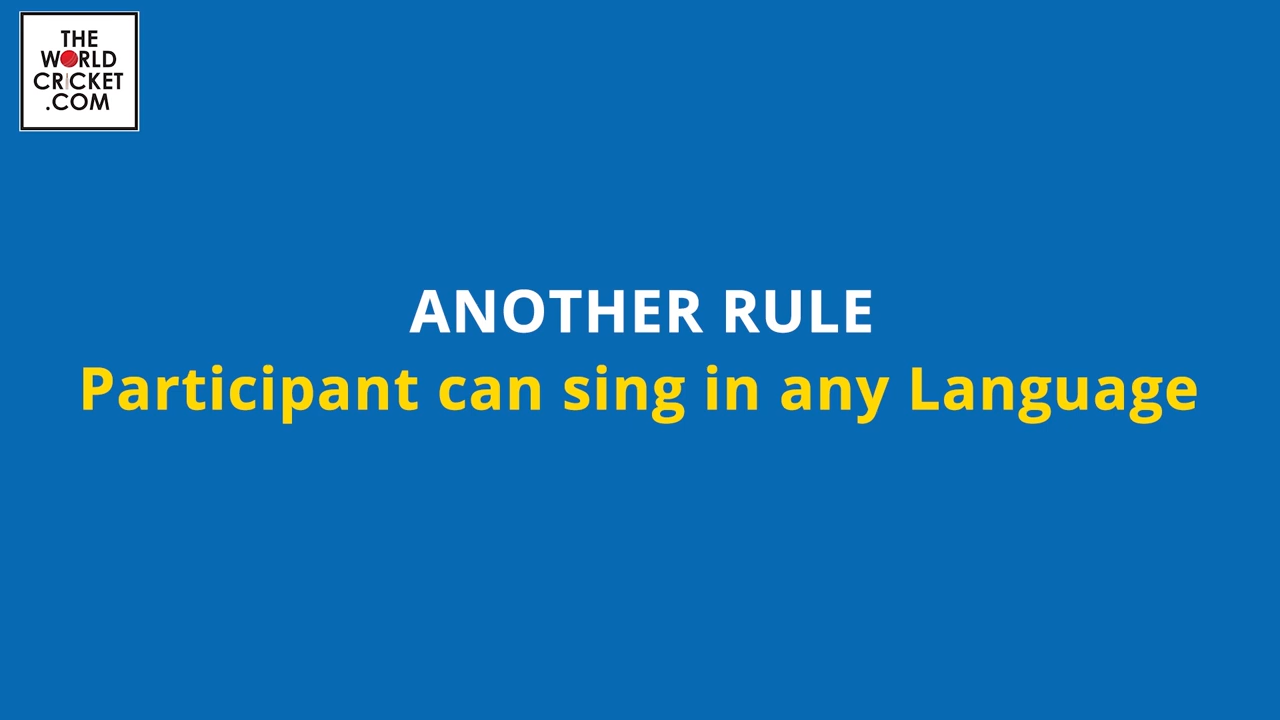 THE
WORLD
CRICKET
.COM
ANOTHER RULE
Participant can sing in any Language